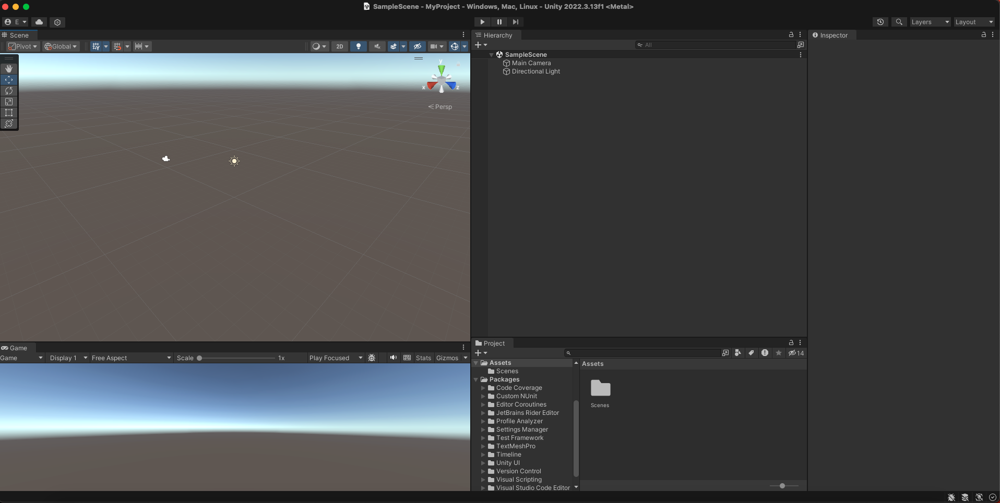 SampleScene - MyProject - Windows, Mac, Linux - Unity 2022.3.13f1 <Metal>
E
Layers
Layout
Scene
Pivot
Global
2D
y
x
z
Persp
Hierarchy
All
SampleScene
Main Camera
Directional Light
Inspector
Game
Game
Display 1
Free Aspect
Scale
1x
Play Focused
Stats
Gizmos
Project
14
Assets
Scenes
Packages
Code Coverage
Custom NUnit
Editor Coroutines
JetBrains Rider Editor
Profile Analyzer
Settings Manager
Test Framework
TextMeshPro
Timeline
Unity UI
Version Control
Visual Scripting
Visual Studio Code Editor
Assets
Scenes